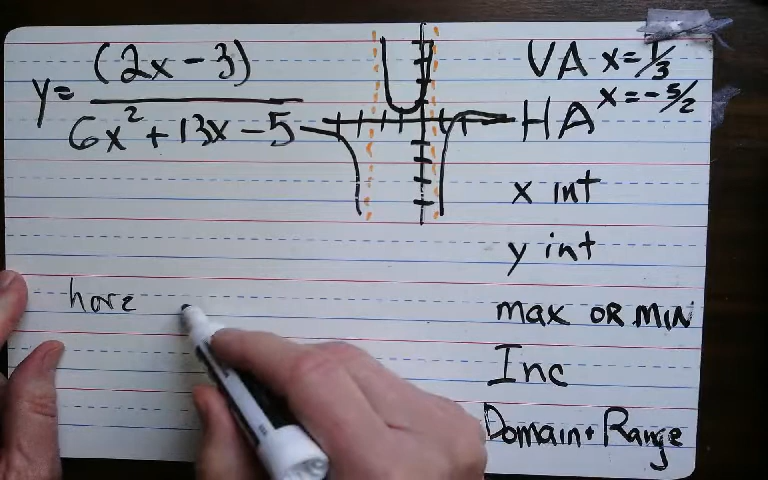 y = (2x - 3) / 6x² + 13x - 5
horz
VA x = 1/3
x = -5/2
HA
x int
y int
max OR MIN
Inc
Domain + Range